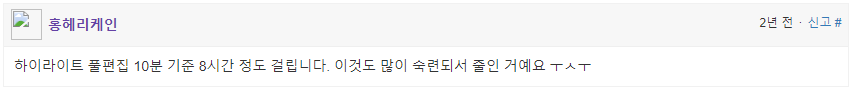 홍헤리케인
2년 전 · 신고 #
하이라이트 풀편집 10분 기준 8시간 정도 걸립니다. 이것도 많이 숙련되서 줄인 거예요 ㅜㅅㅜ